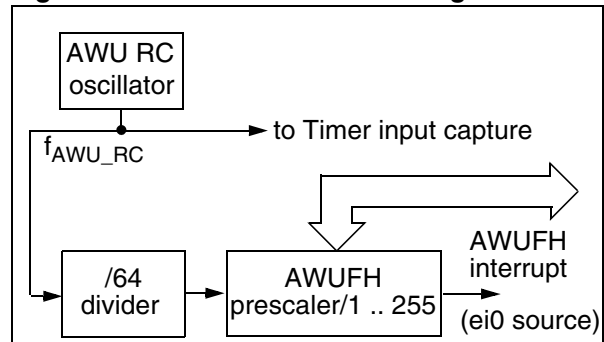 AWU RC
oscillator
to Timer input capture
fAWU_RC
AWUFH
interrupt
/64
divider
AWUFH
prescaler/1 .. 255
(ei0 source)